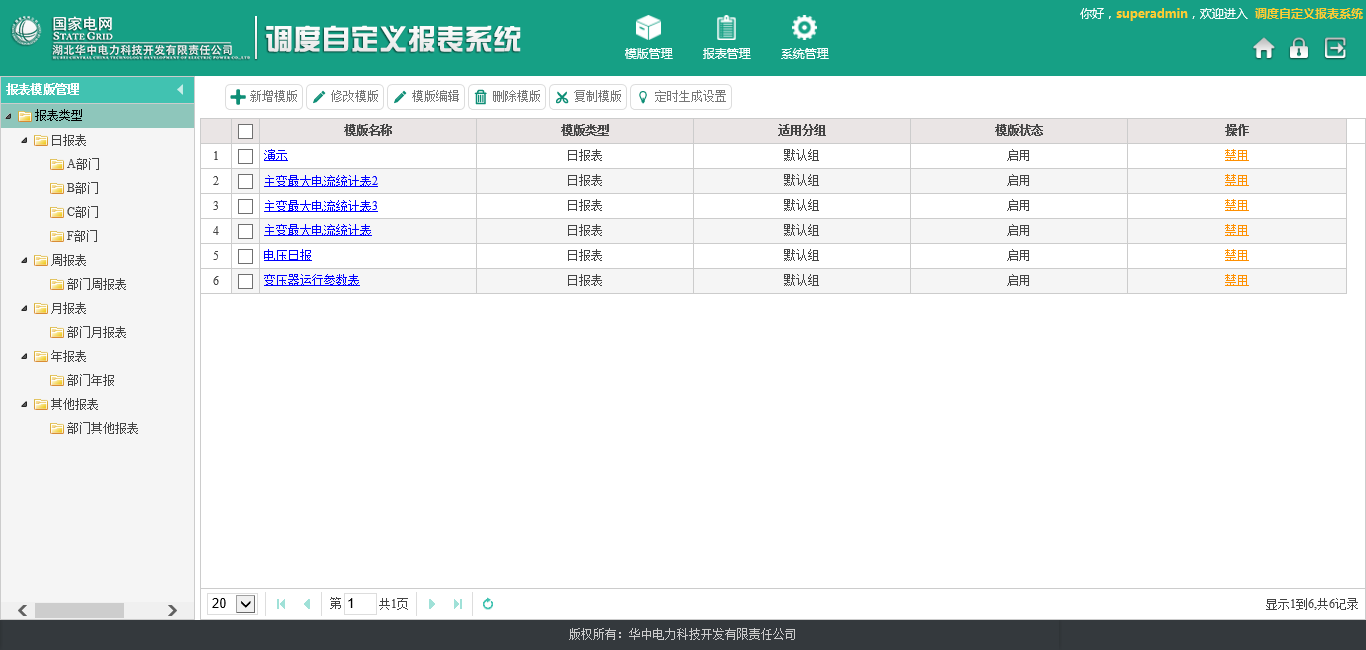 国家电网
STATE GRID
湖北华中电力科技开发有限责任公司
调度自定义报表系统
模版管理 报表管理 系统管理
你好，superadmin，欢迎进入 调度自定义报表系统
报表模版管理
报表类型
日报表
A部门
B部门
C部门
F部门
周报表
部门周报表
月报表
部门月报表
年报表
部门年报
其他报表
部门其他报表
新增模版 修改模版 模版编辑 删除模版 复制模版 定时生成设置
模版名称 模版类型 适用分组 模版状态 操作
1 演示 日报表 默认组 启用 禁用
2 主变最大电流统计表2 日报表 默认组 启用 禁用
3 主变最大电流统计表3 日报表 默认组 启用 禁用
4 主变最大电流统计表 日报表 默认组 启用 禁用
5 电压日报 日报表 默认组 启用 禁用
6 变压器运行参数表 日报表 默认组 启用 禁用
20 第 1 共1页 显示1到6,共6记录
版权所有：华中电力科技开发有限责任公司